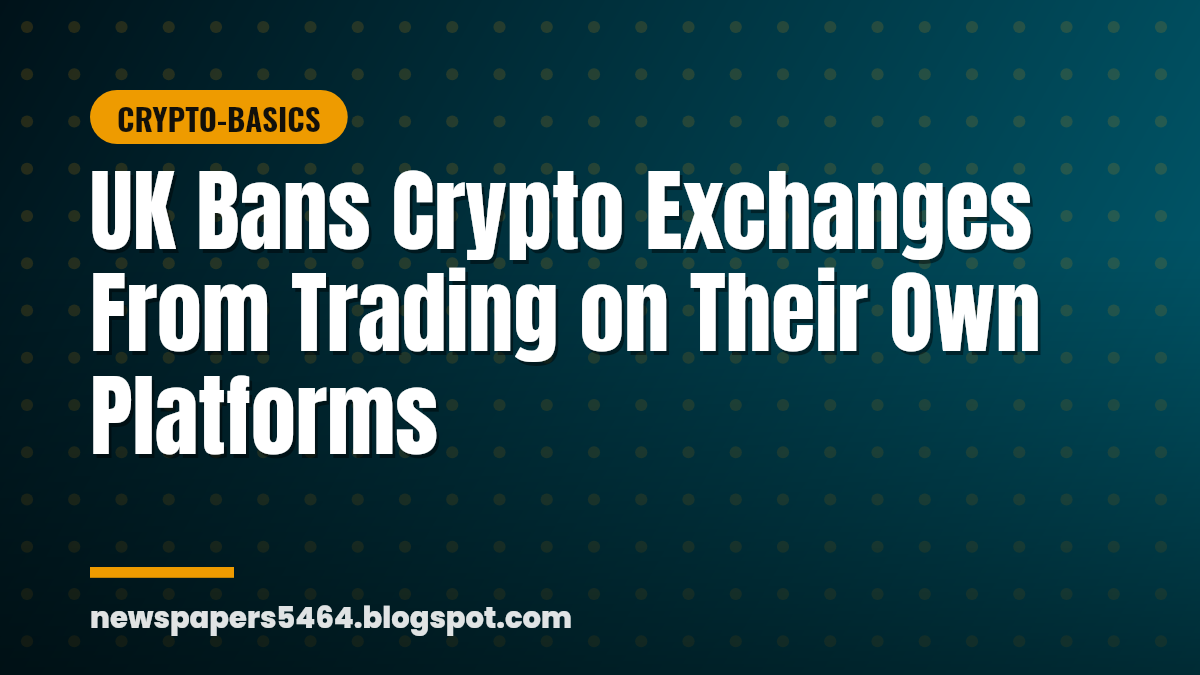 CRYPTO-BASICS
UK Bans Crypto Exchanges
From Trading on Their Own
Platforms
newspapers5464.blogspot.com